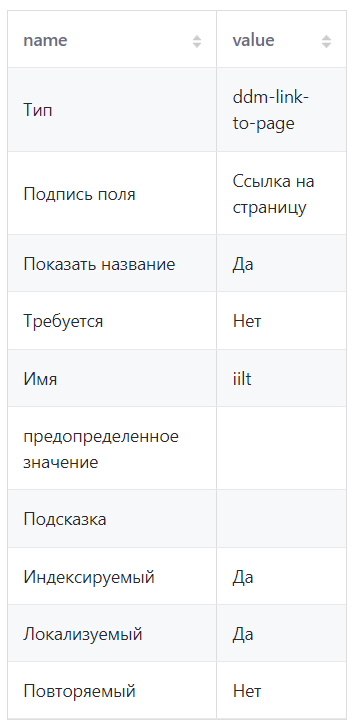 name value
Тип ddm-link-
to-page
Подпись поля Ссылка на
страницу
Показать название Да
Требуется Нет
Имя iilt
предопределенное
значение
Подсказка
Индексируемый Да
Локализуемый Да
Повторяемый Нет